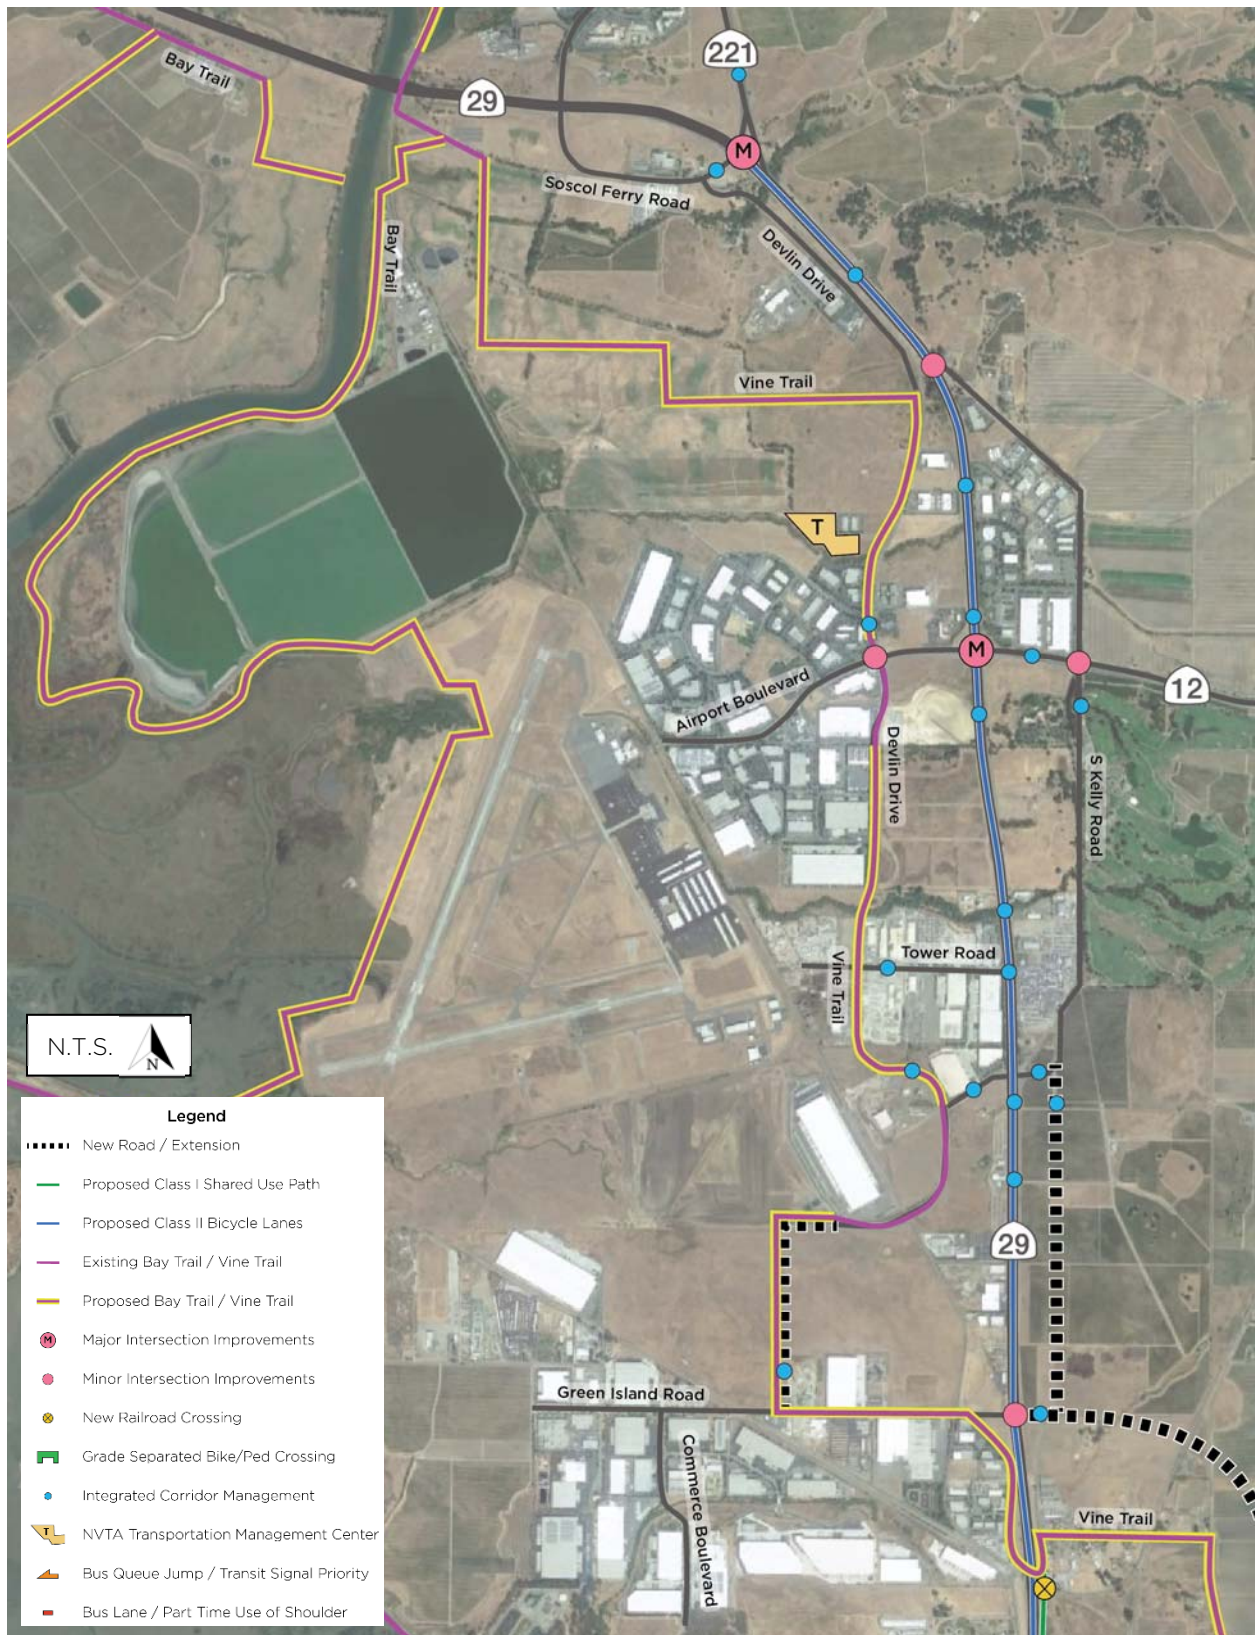 221
Bay Trail
29
M
Soscol Ferry Road
Bay Trail
Devlin Drive
Vine Trail
T
M
12
Airport Boulevard
Devlin Drive
S Kelly Road
Tower Road
Vine Trail
N.T.S.
N
29
Green Island Road
Commerce Boulevard
Vine Trail
Legend
New Road / Extension
Proposed Class I Shared Use Path
Proposed Class II Bicycle Lanes
Existing Bay Trail / Vine Trail
Proposed Bay Trail / Vine Trail
M Major Intersection Improvements
Minor Intersection Improvements
New Railroad Crossing
Grade Separated Bike/Ped Crossing
Integrated Corridor Management
T NVTA Transportation Management Center
Bus Queue Jump / Transit Signal Priority
Bus Lane / Part Time Use of Shoulder